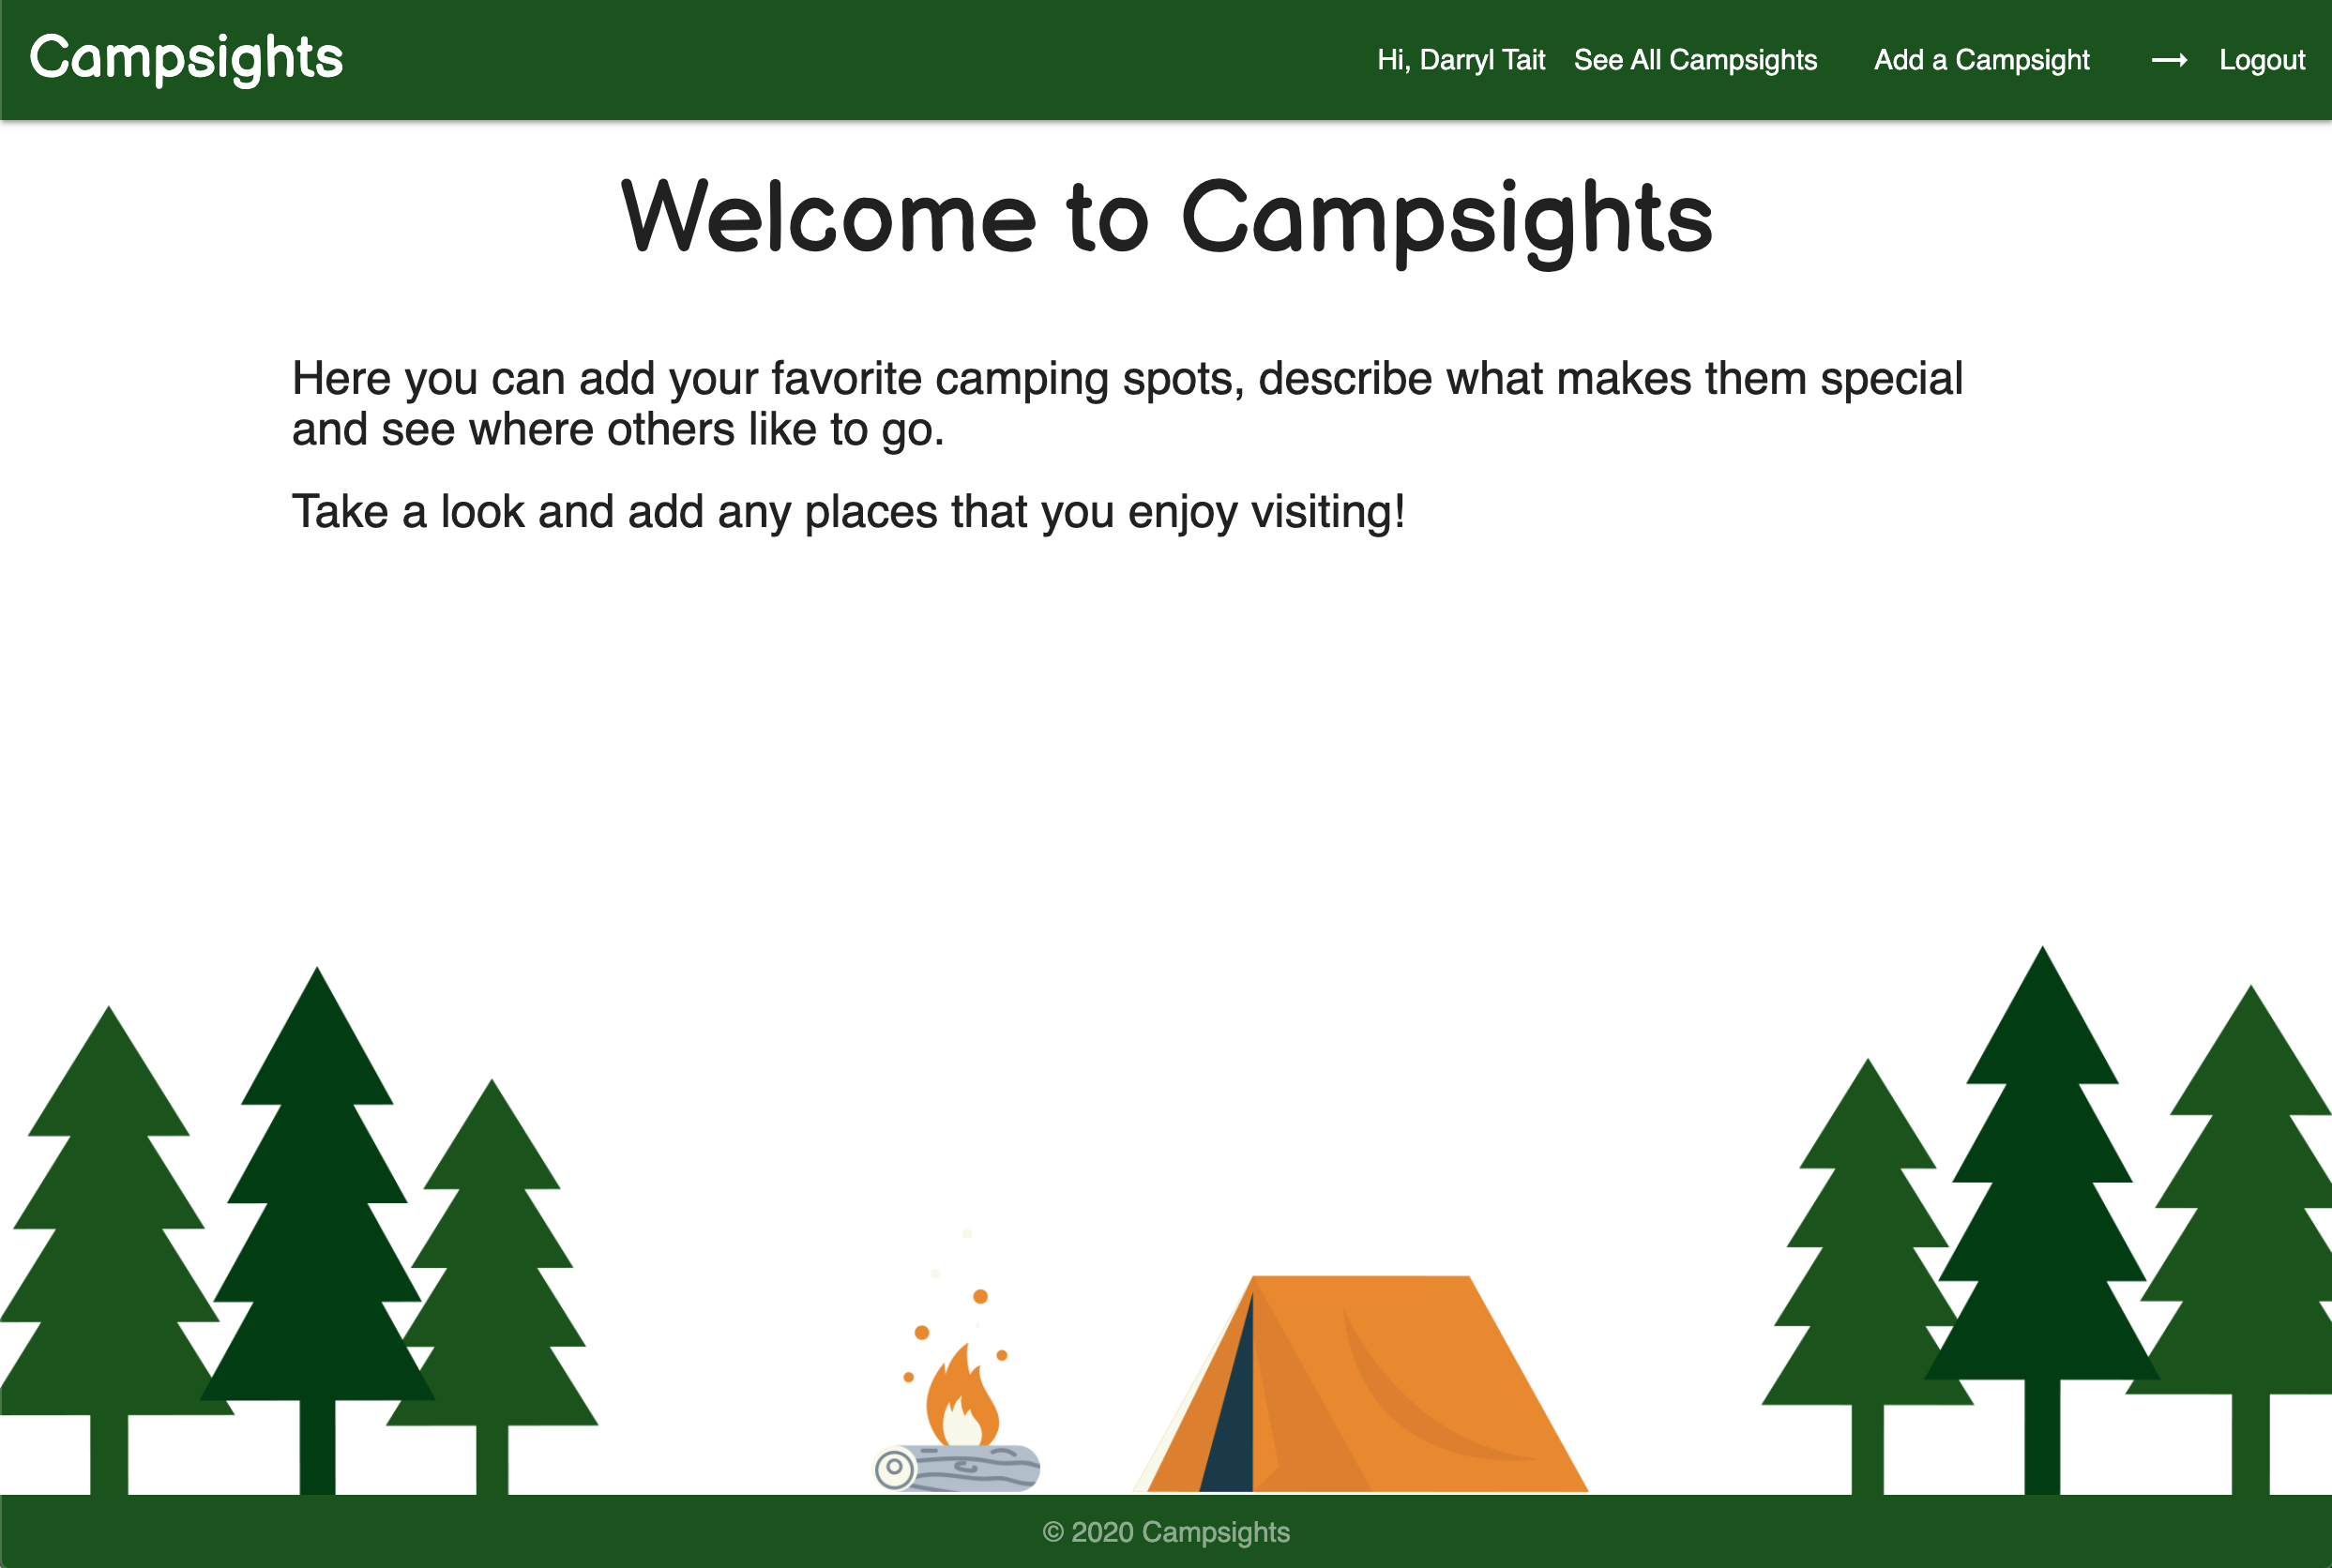 Campsights
Hi, Darryl Tait See All Campsights Add a Campsight → Logout
Welcome to Campsights
Here you can add your favorite camping spots, describe what makes them special
and see where others like to go.
Take a look and add any places that you enjoy visiting!
© 2020 Campsights